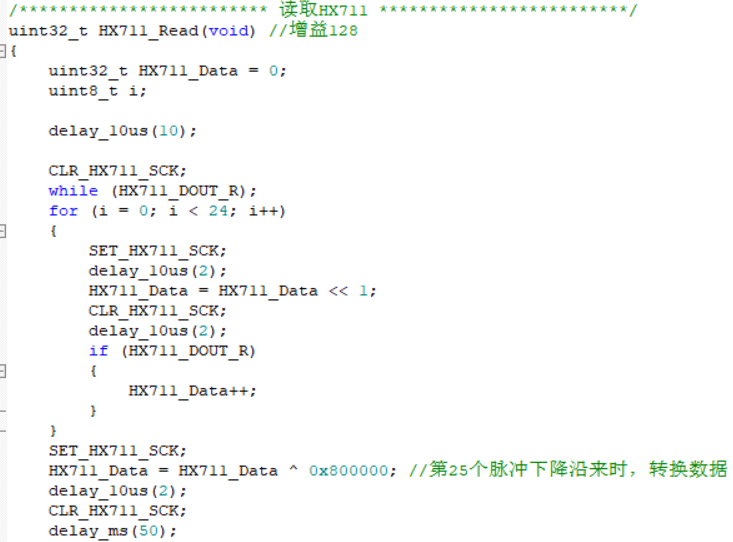 /************************* 读取HX711 *************************/
uint32_t HX711_Read(void) //增益128
{
    uint32_t HX711_Data = 0;
    uint8_t i;

    delay_10us(10);

    CLR_HX711_SCK;
    while (HX711_DOUT_R);
    for (i = 0; i < 24; i++)
    {
        SET_HX711_SCK;
        delay_10us(2);
        HX711_Data = HX711_Data << 1;
        CLR_HX711_SCK;
        delay_10us(2);
        if (HX711_DOUT_R)
        {
            HX711_Data++;
        }
    }
    SET_HX711_SCK;
    HX711_Data = HX711_Data ^ 0x800000; //第25个脉冲下降沿来时，转换数据
    delay_10us(2);
    CLR_HX711_SCK;
    delay_ms(50);